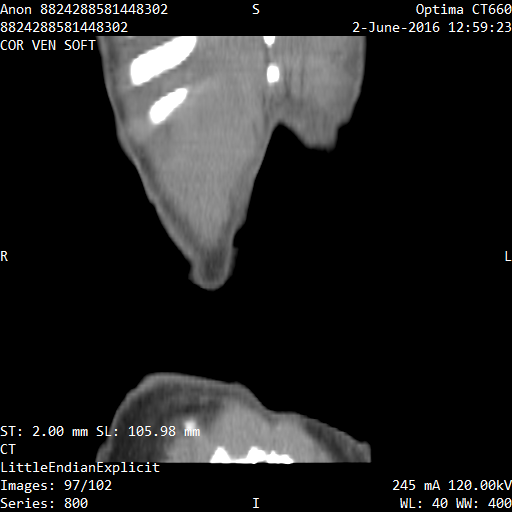 Anon 8824288581448302
S
Optima CT660
8824288581448302
2-June-2016 12:59:23
COR VEN SOFT
R
L
ST: 2.00 mm SL: 105.98 mm
CT
LittleEndianExplicit
Images: 97/102
245 mA 120.00kV
Series: 800
I
WL: 40 WW: 400